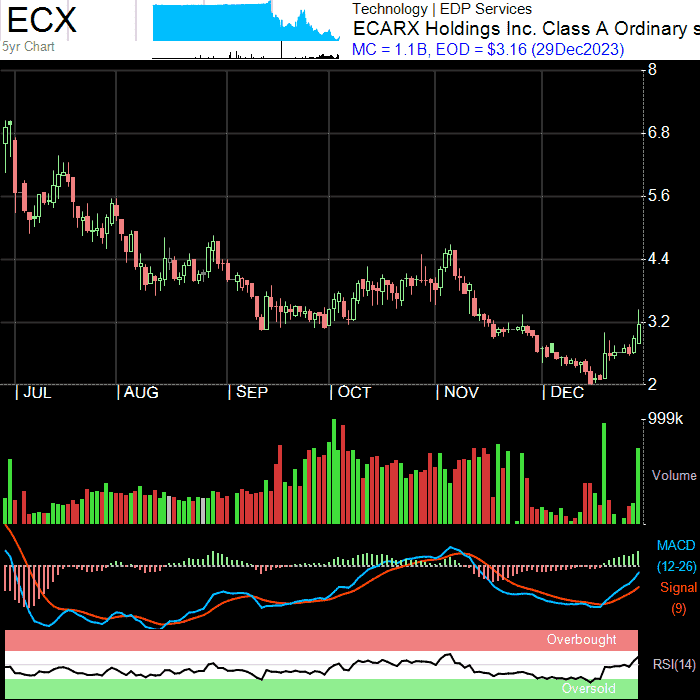 ECX
5yr Chart
Technology | EDP Services
ECARX Holdings Inc. Class A Ordinary s
MC = 1.1B, EOD = $3.16 (29Dec2023)
8
6.8
5.6
4.4
3.2
2
JUL AUG SEP OCT NOV DEC
999k
Volume
MACD
(12-26)
Signal
(9)
Overbought
RSI(14)
Oversold